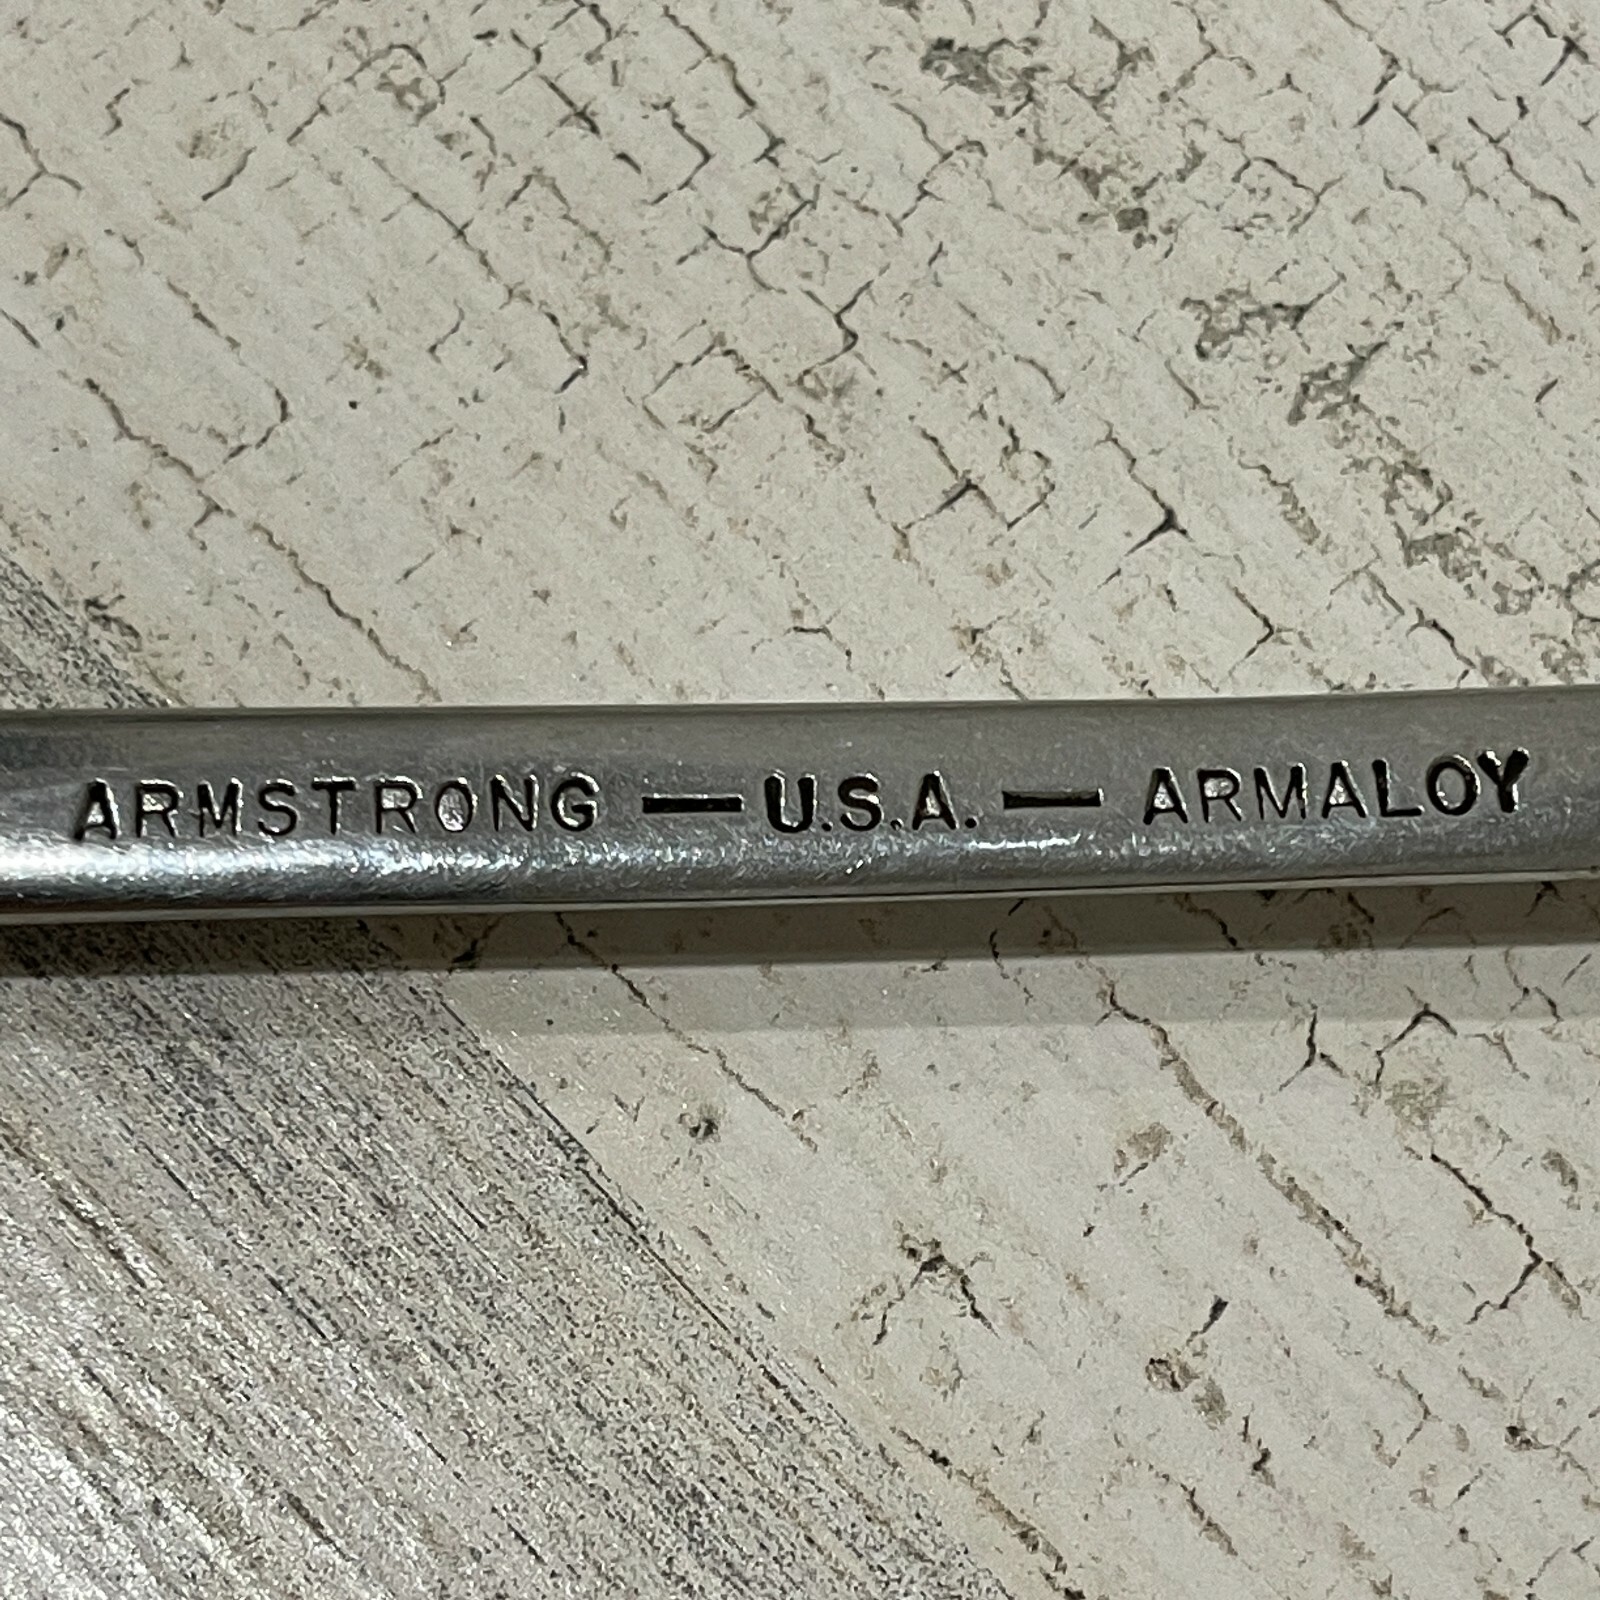 ARMSTRONG — U.S.A. — ARMALOY